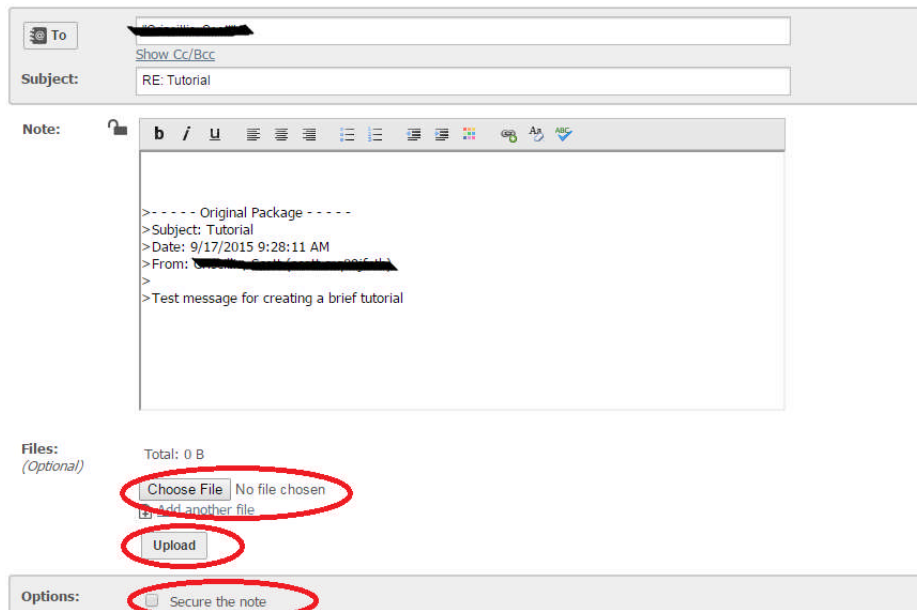 To
Show Cc/Bcc
Subject: RE: Tutorial
Note:
b i u ABC
>- - - - - Original Package - - - - -
>Subject: Tutorial
>Date: 9/17/2015 9:28:11 AM
>From:
>
>Test message for creating a brief tutorial
Files: Total: 0 B
(Optional)
Choose File No file chosen
Add another file
Upload
Options: Secure the note